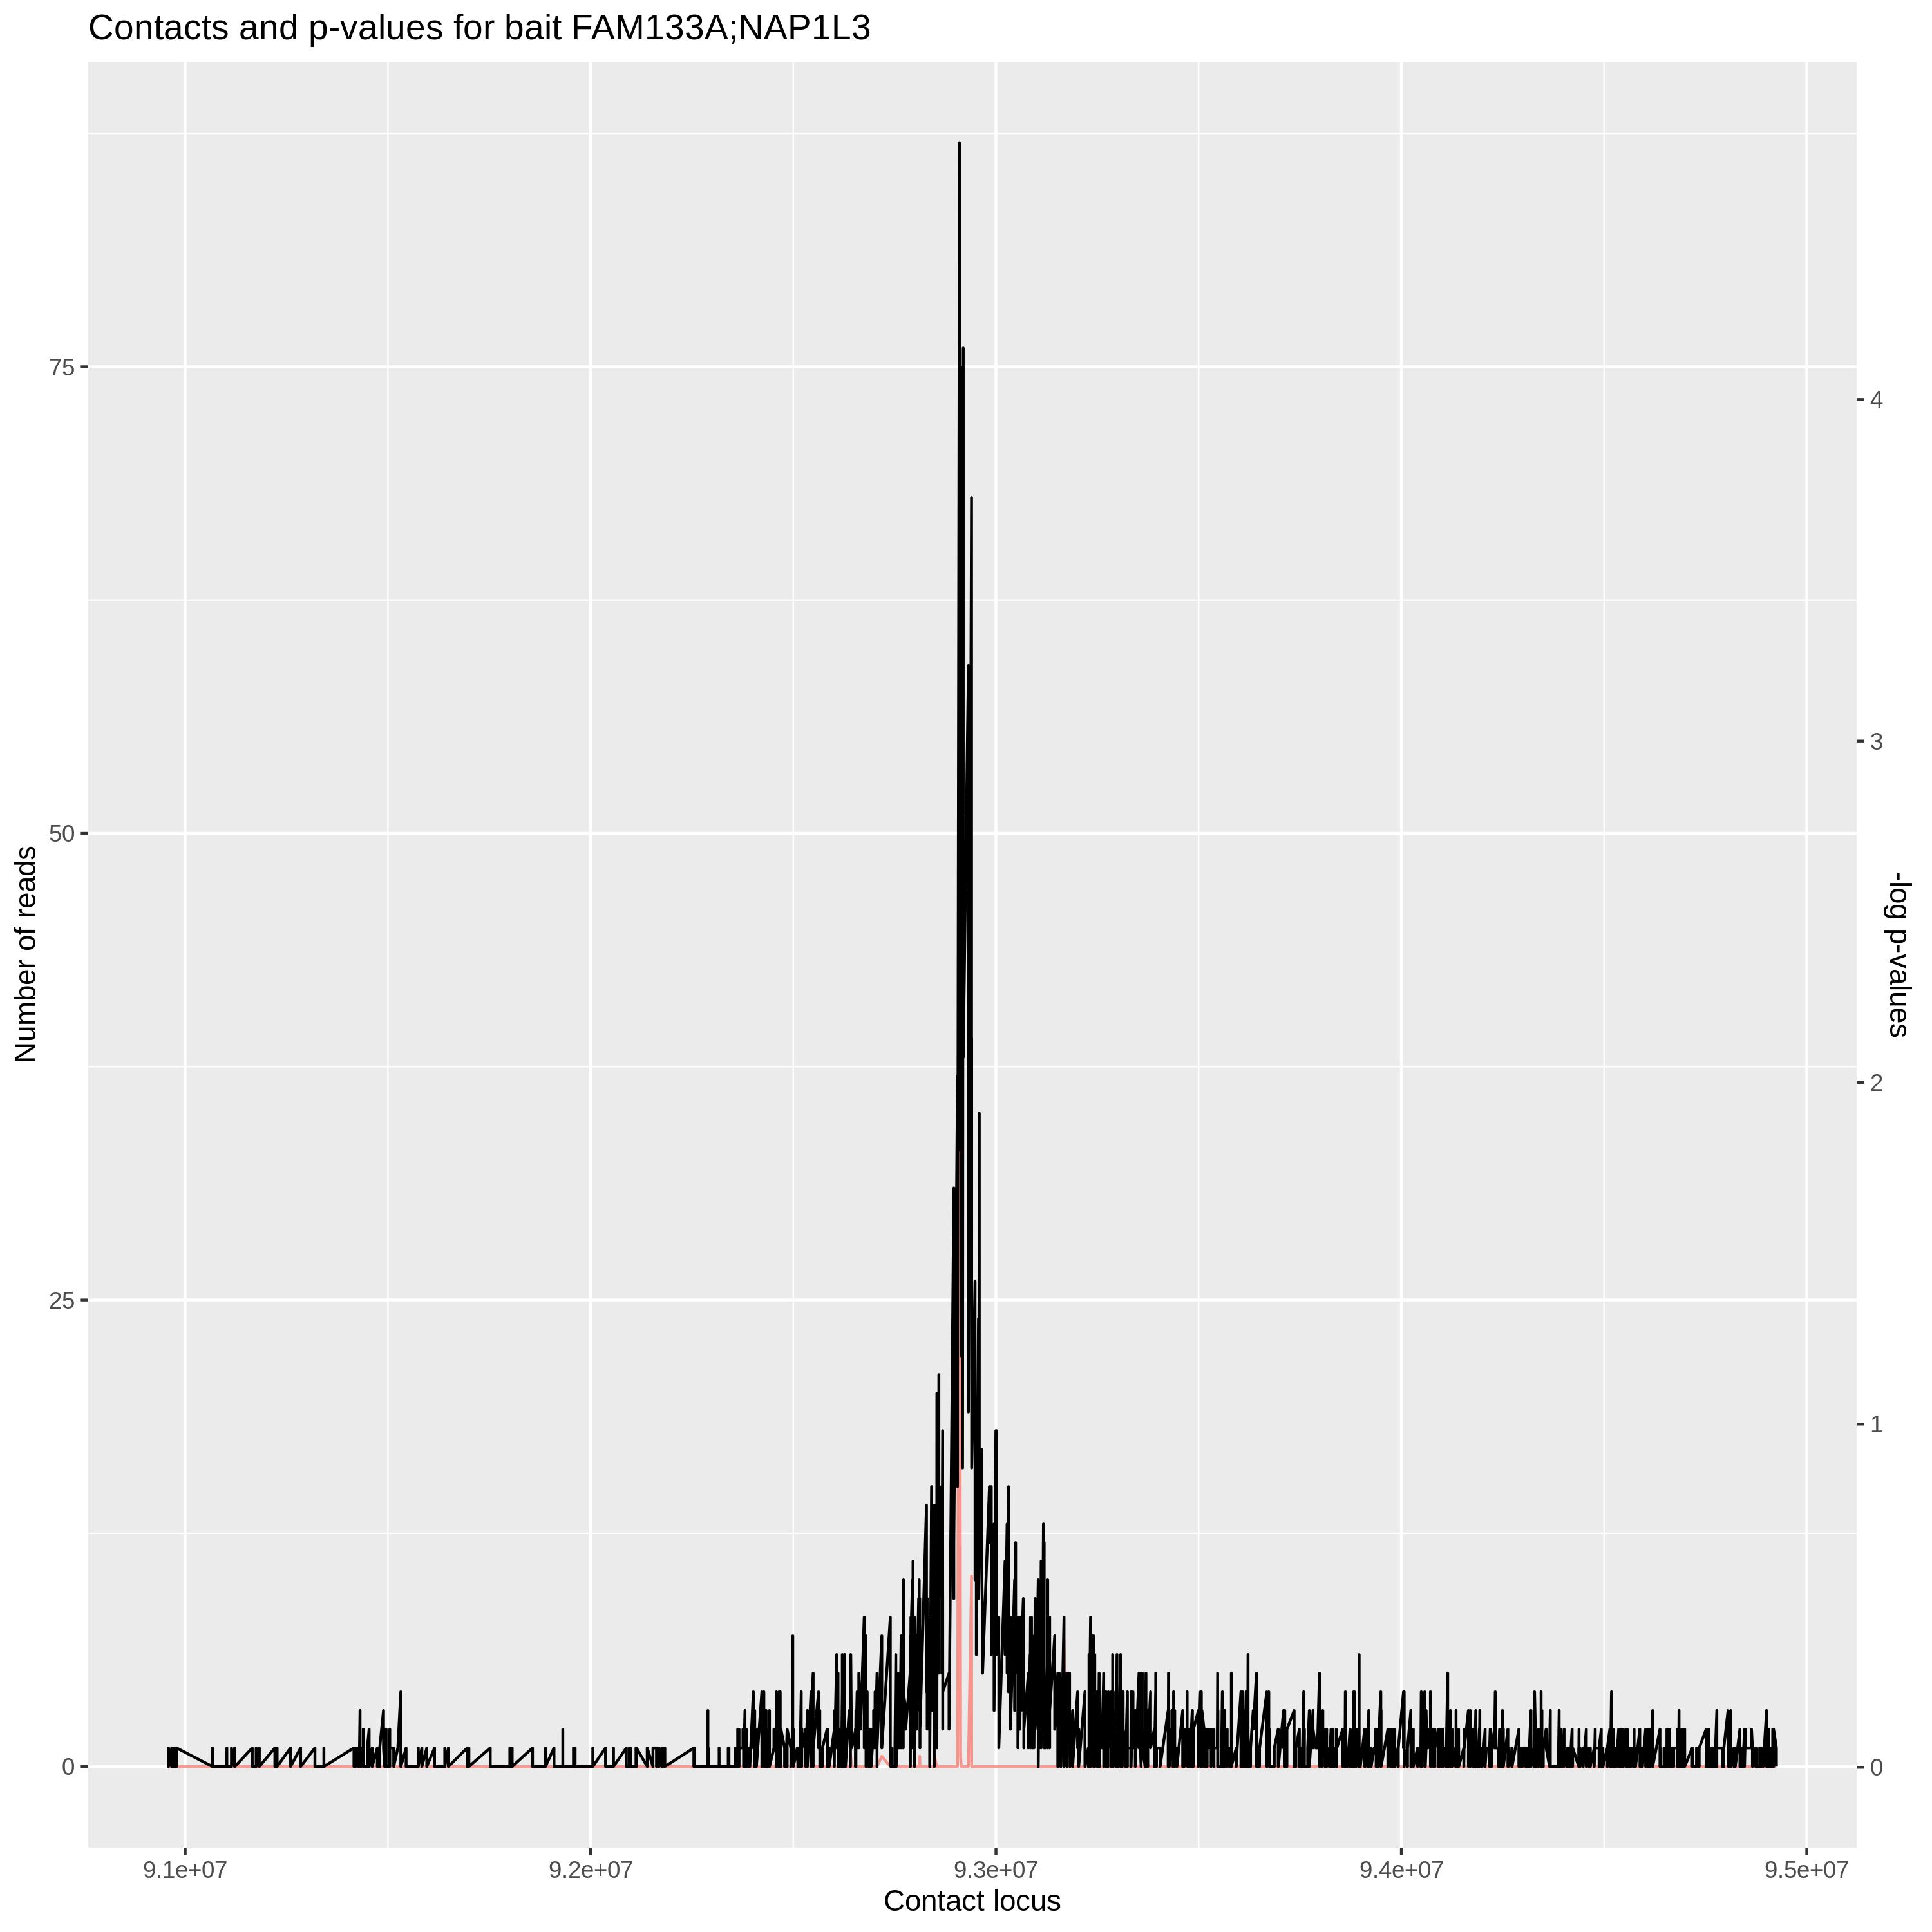 Contacts and p-values for bait FAM133A;NAP1L3
Number of reads
75
50
25
0
4
3
2
1
0
-log p-values
9.1e+07 9.2e+07 9.3e+07 9.4e+07 9.5e+07
Contact locus